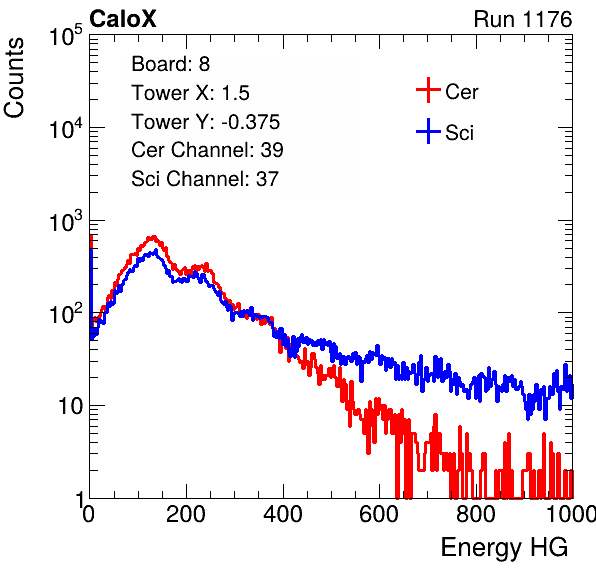 CaloX Run 1176
Counts
10^5
10^4
10^3
10^2
10
1
Board: 8
Tower X: 1.5
Tower Y: -0.375
Cer Channel: 39
Sci Channel: 37
Cer
Sci
0 200 400 600 800 1000
Energy HG